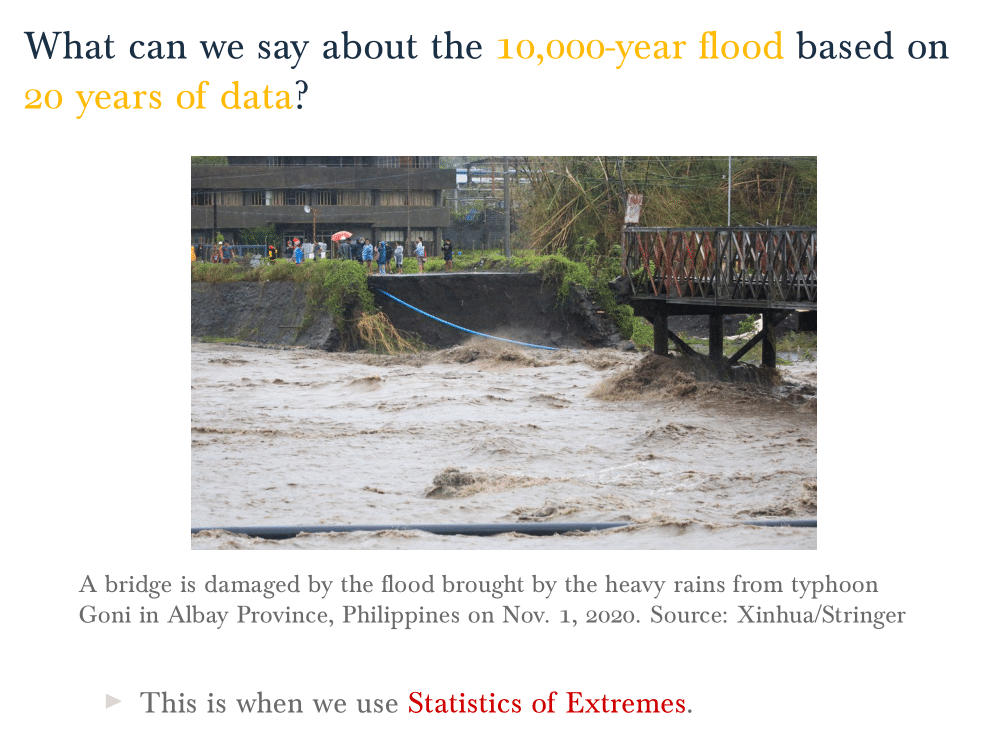 What can we say about the 10,000-year flood based on
20 years of data?
A bridge is damaged by the flood brought by the heavy rains from typhoon
Goni in Albay Province, Philippines on Nov. 1, 2020. Source: Xinhua/Stringer
This is when we use Statistics of Extremes.